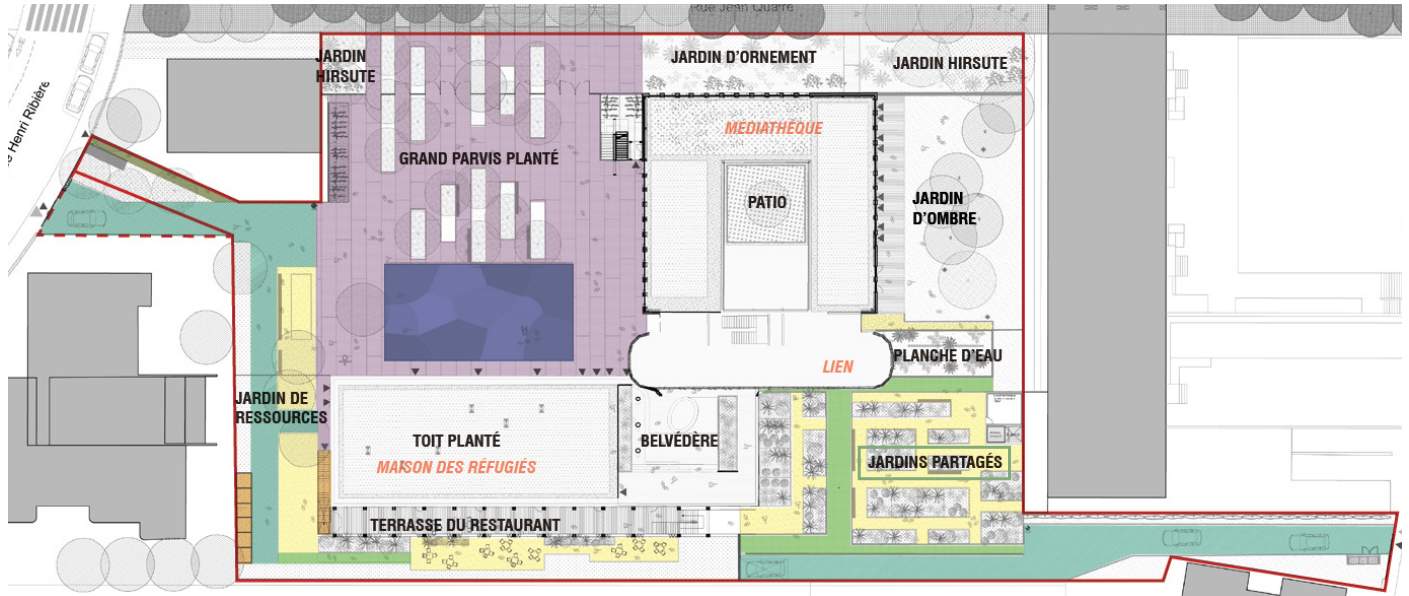 Rue Jean Quarré
Henri Ribière
JARDIN
HIRSUTE
JARDIN D'ORNEMENT
JARDIN HIRSUTE
MÉDIATHÈQUE
GRAND PARVIS PLANTÉ
PATIO
JARDIN
D'OMBRE
LIEN
PLANCHE D'EAU
JARDIN DE
RESSOURCES
TOIT PLANTÉ
MAISON DES RÉFUGIÉS
BELVÉDÈRE
JARDINS PARTAGÉS
TERRASSE DU RESTAURANT